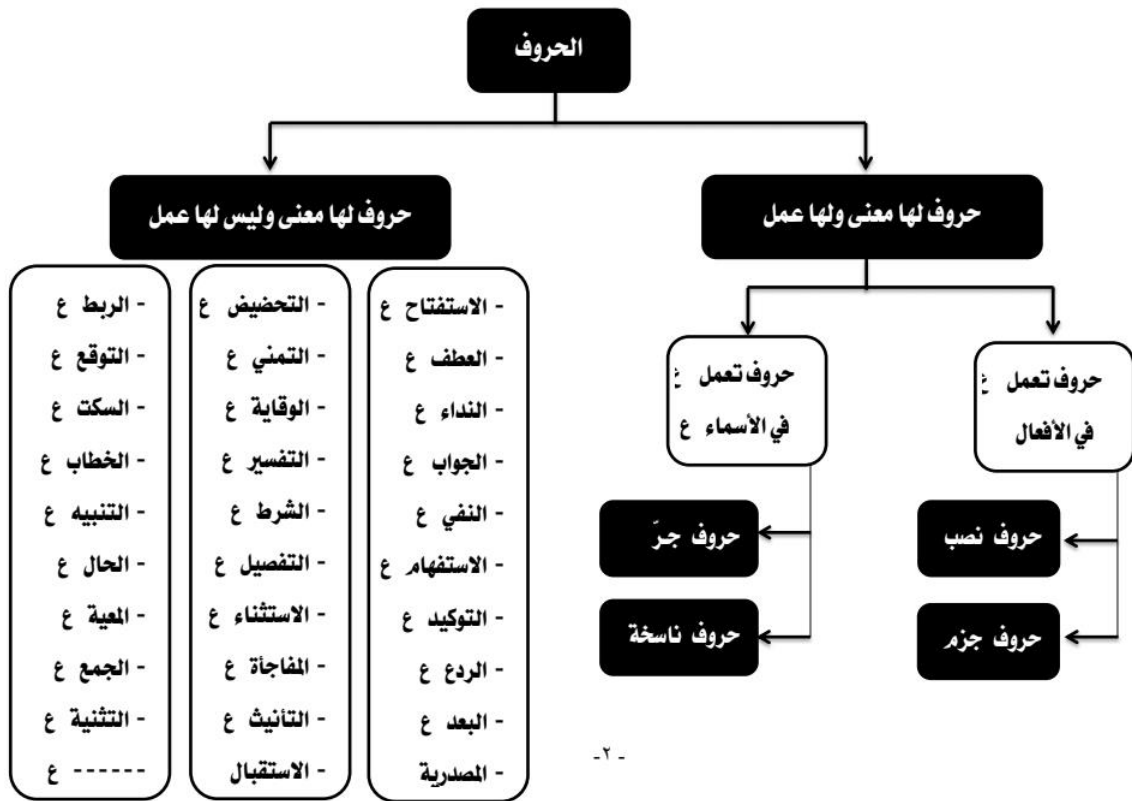 الحروف
حروف لها معنى ولها عمل
حروف تعمل ع
في الأفعال
حروف نصب
حروف جزم
حروف تعمل ع
في الأسماء ع
حروف جرّ
حروف ناسخة
حروف لها معنى وليس لها عمل
- الاستفتاح ع
- العطف ع
- النداء ع
- الجواب ع
- النفي ع
- الاستفهام ع
- التوكيد ع
- الردع ع
- البعد ع
- المصدرية
- التحضيض ع
- التمني ع
- الوقاية ع
- التفسير ع
- الشرط ع
- التفصيل ع
- الاستثناء ع
- المفاجأة ع
- التأنيث ع
- الاستقبال
- الربط ع
- التوقع ع
- السكت ع
- الخطاب ع
- التنبيه ع
- الحال ع
- المعية ع
- الجمع ع
- التثنية ع
------ ع
-٢-